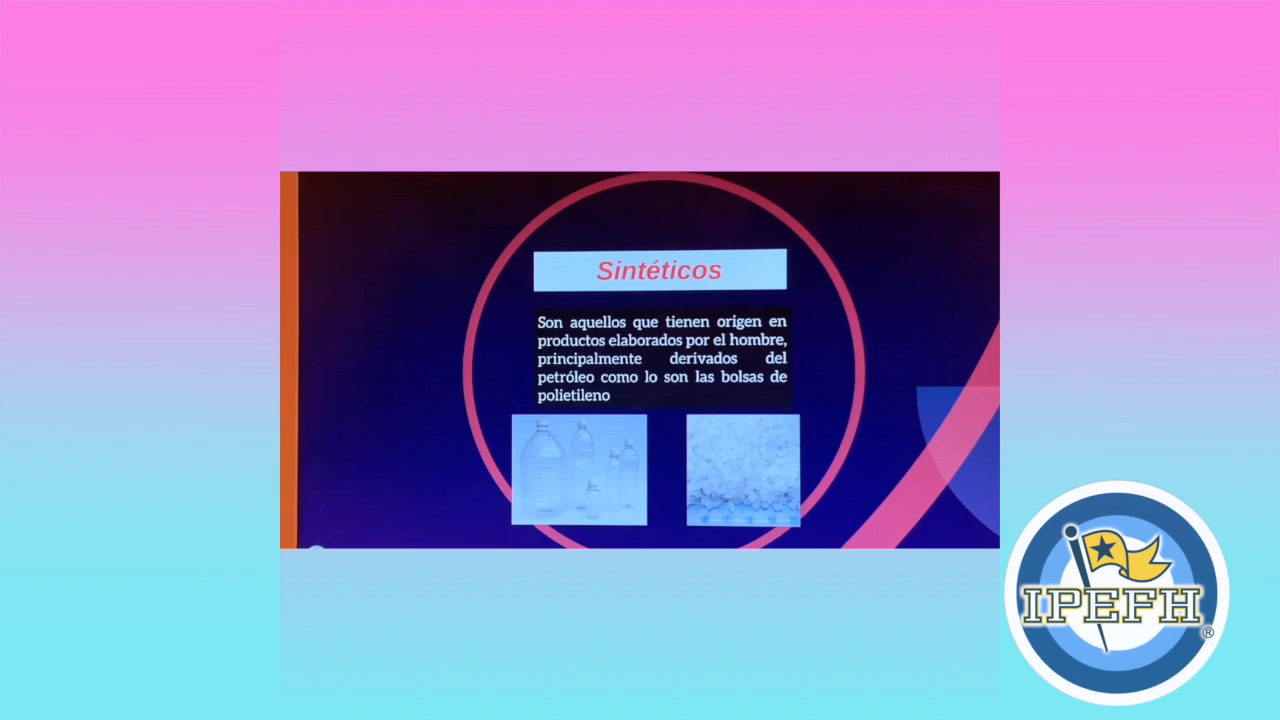 Sintéticos
Son aquellos que tienen origen en
productos elaborados por el hombre,
principalmente derivados del
petróleo como lo son las bolsas de
polietileno
IPEFH
®